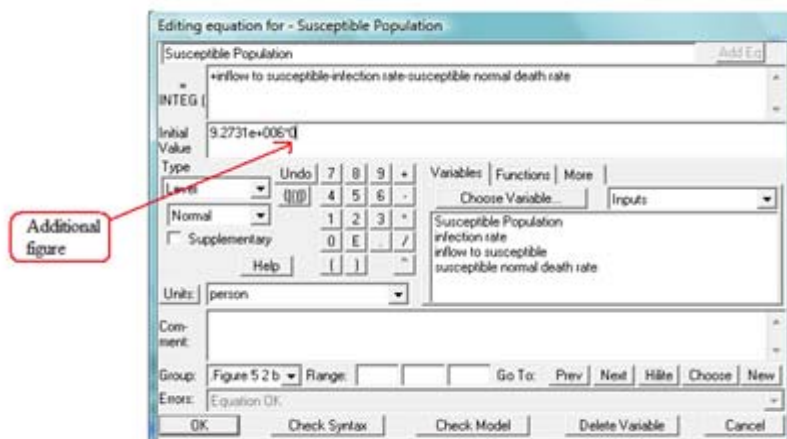 Editing equation for - Susceptible Population
Susceptible Population Add Eq
= INTEG ( +inflow to susceptible-infection rate-susceptible normal death rate
Initial Value 9.2731e+006*0
Type
Level
Normal
Supplementary
Help
Undo 7 8 9 +
{[()]} 4 5 6 -
1 2 3 *
0 E . /
( ) ^
Variables Functions More
Choose Variable... Inputs
Susceptible Population
infection rate
inflow to susceptible
susceptible normal death rate
Additional
figure
Units: person
Com-
ment:
Group: .Figure 5 2 b Range: Go To: Prev Next Hilite Choose New
Errors: Equation OK
OK Check Syntax Check Model Delete Variable Cancel